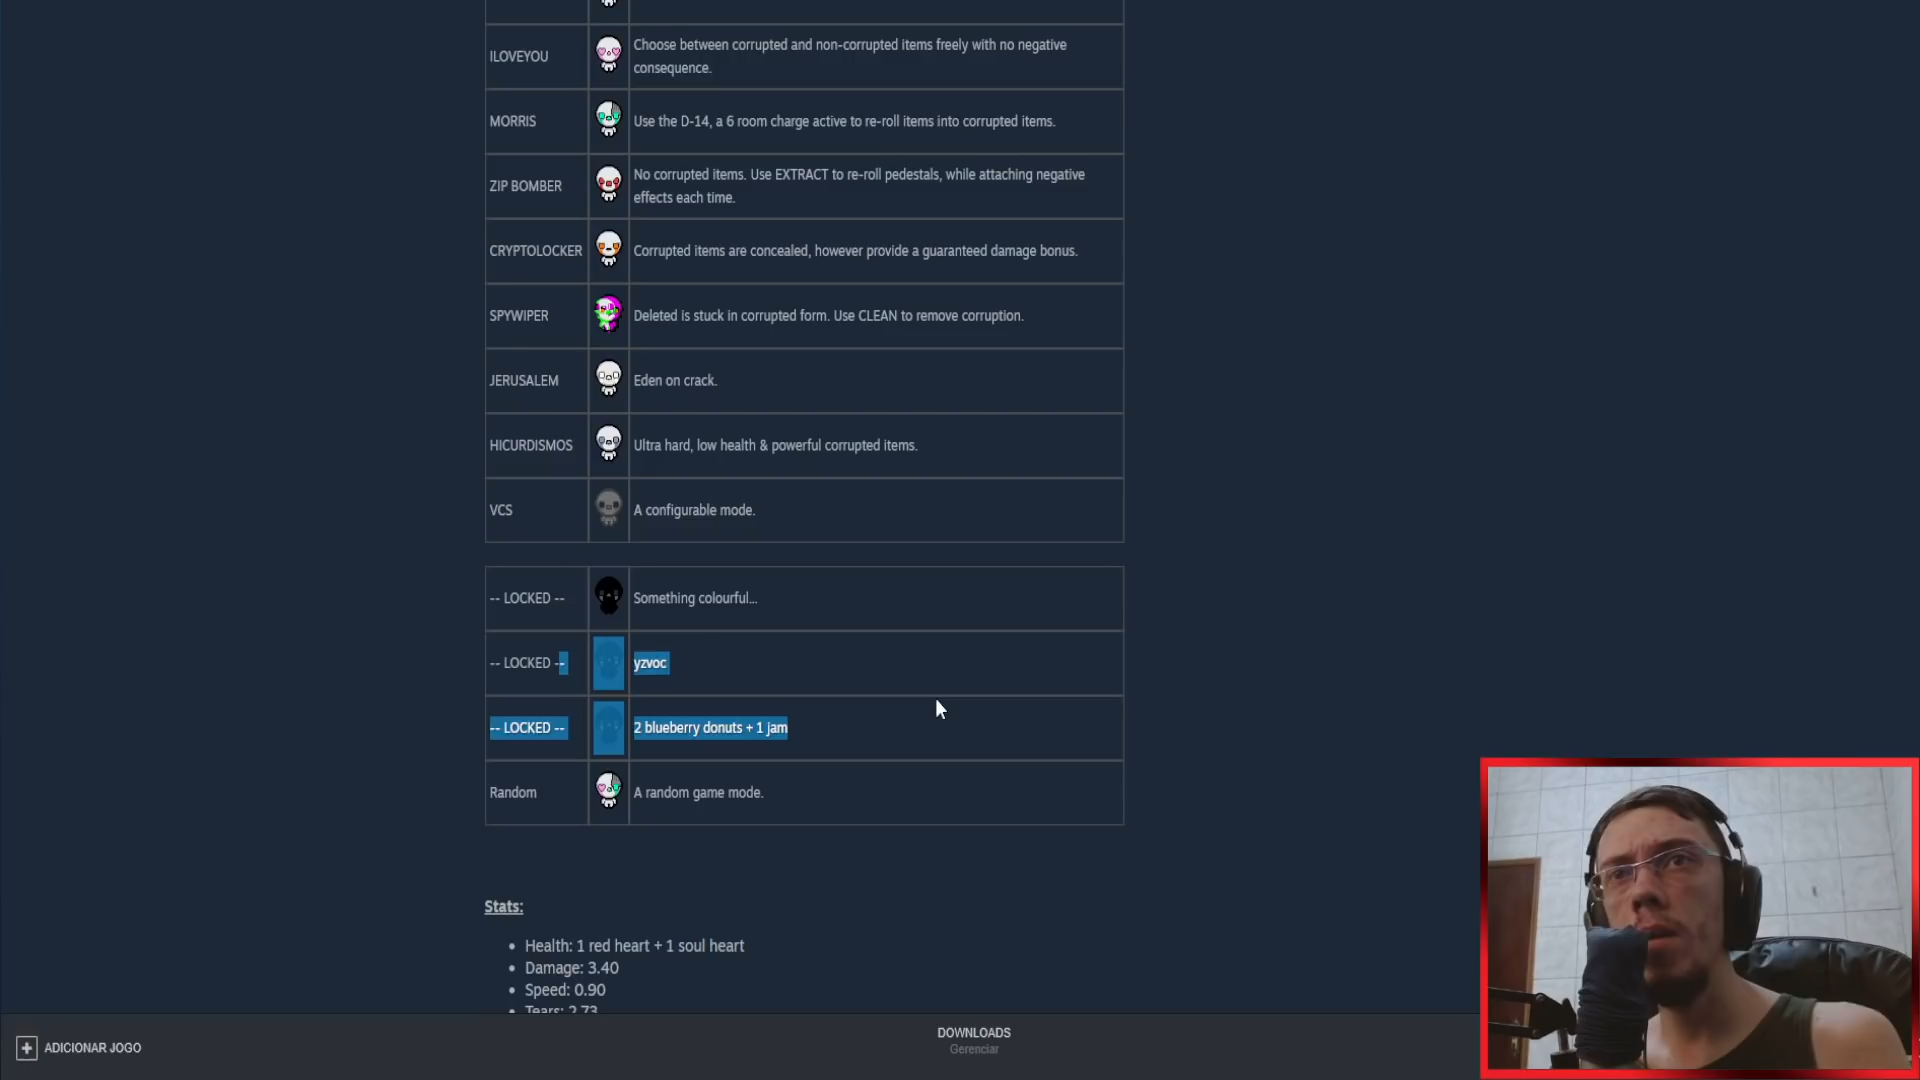 ILOVEYOU
Choose between corrupted and non-corrupted items freely with no negative
consequence.
MORRIS
Use the D-14, a 6 room charge active to re-roll items into corrupted items.
ZIP BOMBER
No corrupted items. Use EXTRACT to re-roll pedestals, while attaching negative
effects each time.
CRYPTOLOCKER
Corrupted items are concealed, however provide a guaranteed damage bonus.
SPYWIPER
Deleted is stuck in corrupted form. Use CLEAN to remove corruption.
JERUSALEM
Eden on crack.
HICURDISMOS
Ultra hard, low health & powerful corrupted items.
VCS
A configurable mode.
-- LOCKED --
Something colourful...
-- LOCKED --
yzvoc
-- LOCKED --
2 blueberry donuts + 1 jam
Random
A random game mode.
Stats:
• Health: 1 red heart + 1 soul heart
• Damage: 3.40
• Speed: 0.90
• Tears: 2.73
ADICIONAR JOGO
DOWNLOADS
Gerenciar